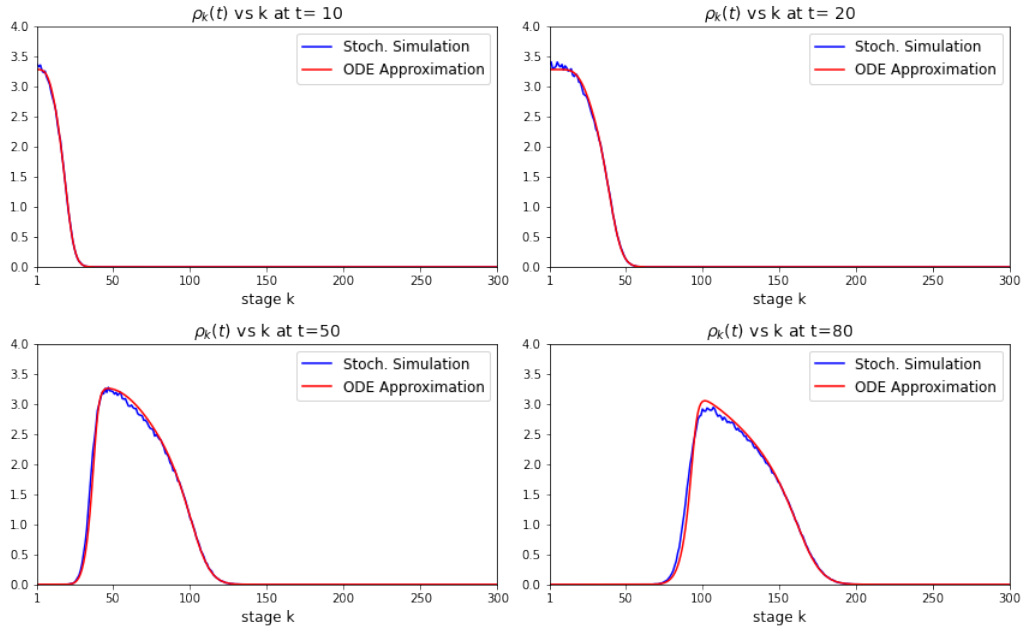 ρk(t) vs k at t= 10
4.0
3.5
3.0
2.5
2.0
1.5
1.0
0.5
0.0
Stoch. Simulation
ODE Approximation
1 50 100 150 200 250 300
stage k
ρk(t) vs k at t= 20
4.0
3.5
3.0
2.5
2.0
1.5
1.0
0.5
0.0
Stoch. Simulation
ODE Approximation
1 50 100 150 200 250 300
stage k
ρk(t) vs k at t=50
4.0
3.5
3.0
2.5
2.0
1.5
1.0
0.5
0.0
Stoch. Simulation
ODE Approximation
1 50 100 150 200 250 300
stage k
ρk(t) vs k at t=80
4.0
3.5
3.0
2.5
2.0
1.5
1.0
0.5
0.0
Stoch. Simulation
ODE Approximation
1 50 100 150 200 250 300
stage k